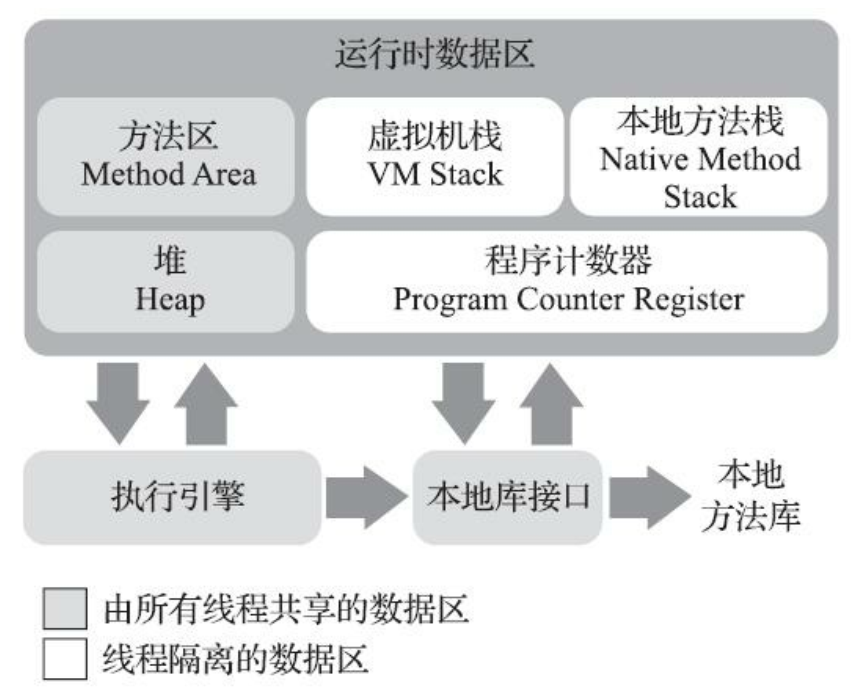 运行时数据区
方法区
Method Area
虚拟机栈
VM Stack
本地方法栈
Native Method
Stack
堆
Heap
程序计数器
Program Counter Register
执行引擎
本地库接口
本地
方法库
由所有线程共享的数据区
线程隔离的数据区